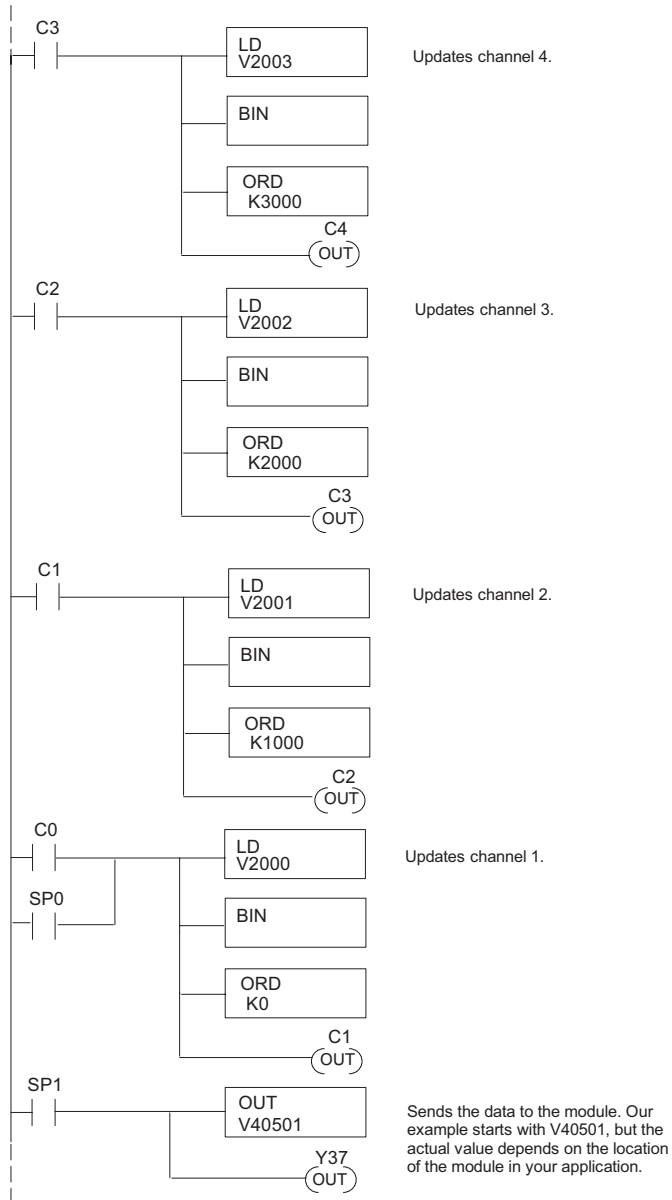 C3
LD
V2003
Updates channel 4.
BIN
ORD
K3000
C4
OUT
C2
LD
V2002
Updates channel 3.
BIN
ORD
K2000
C3
OUT
C1
LD
V2001
Updates channel 2.
BIN
ORD
K1000
C2
OUT
C0
LD
V2000
Updates channel 1.
SP0
BIN
ORD
K0
C1
OUT
SP1
OUT
V40501
Sends the data to the module. Our
example starts with V40501, but the
actual value depends on the location
of the module in your application.
Y37
OUT